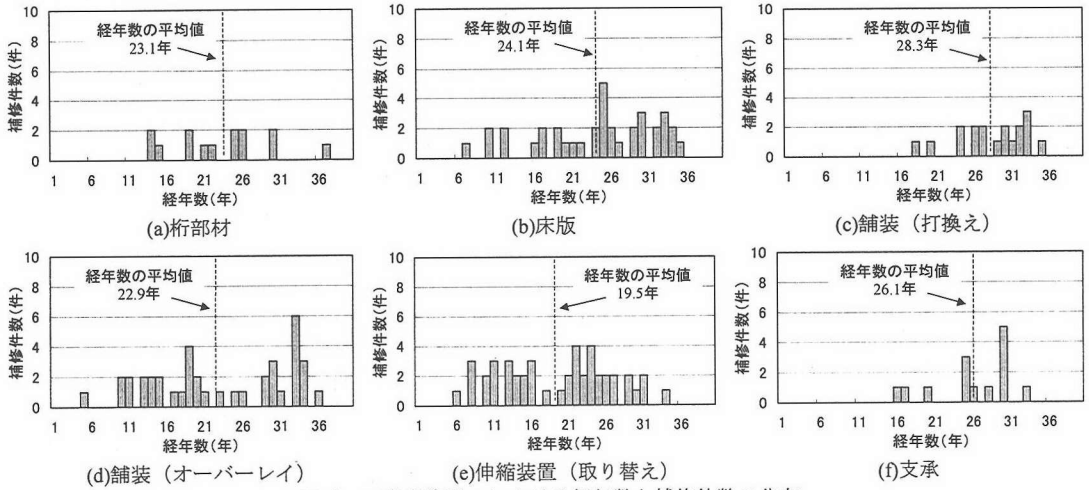 10
8
6
4
2
0
補修件数(件)
経年数の平均値
23.1年
1 6 11 16 21 26 31 36
経年数(年)
(a)桁部材
10
8
6
4
2
0
補修件数(件)
経年数の平均値
24.1年
1 6 11 16 21 26 31 36
経年数(年)
(b)床版
10
8
6
4
2
0
補修件数(件)
経年数の平均値
28.3年
1 6 11 16 21 26 31 36
経年数(年)
(c)舗装（打換え）
10
8
6
4
2
0
補修件数(件)
経年数の平均値
22.9年
1 6 11 16 21 26 31 36
経年数(年)
(d)舗装（オーバーレイ）
10
8
6
4
2
0
補修件数(件)
経年数の平均値
19.5年
1 6 11 16 21 26 31 36
経年数(年)
(e)伸縮装置（取り替え）
10
8
6
4
2
0
補修件数(件)
経年数の平均値
26.1年
1 6 11 16 21 26 31 36
経年数(年)
(f)支承